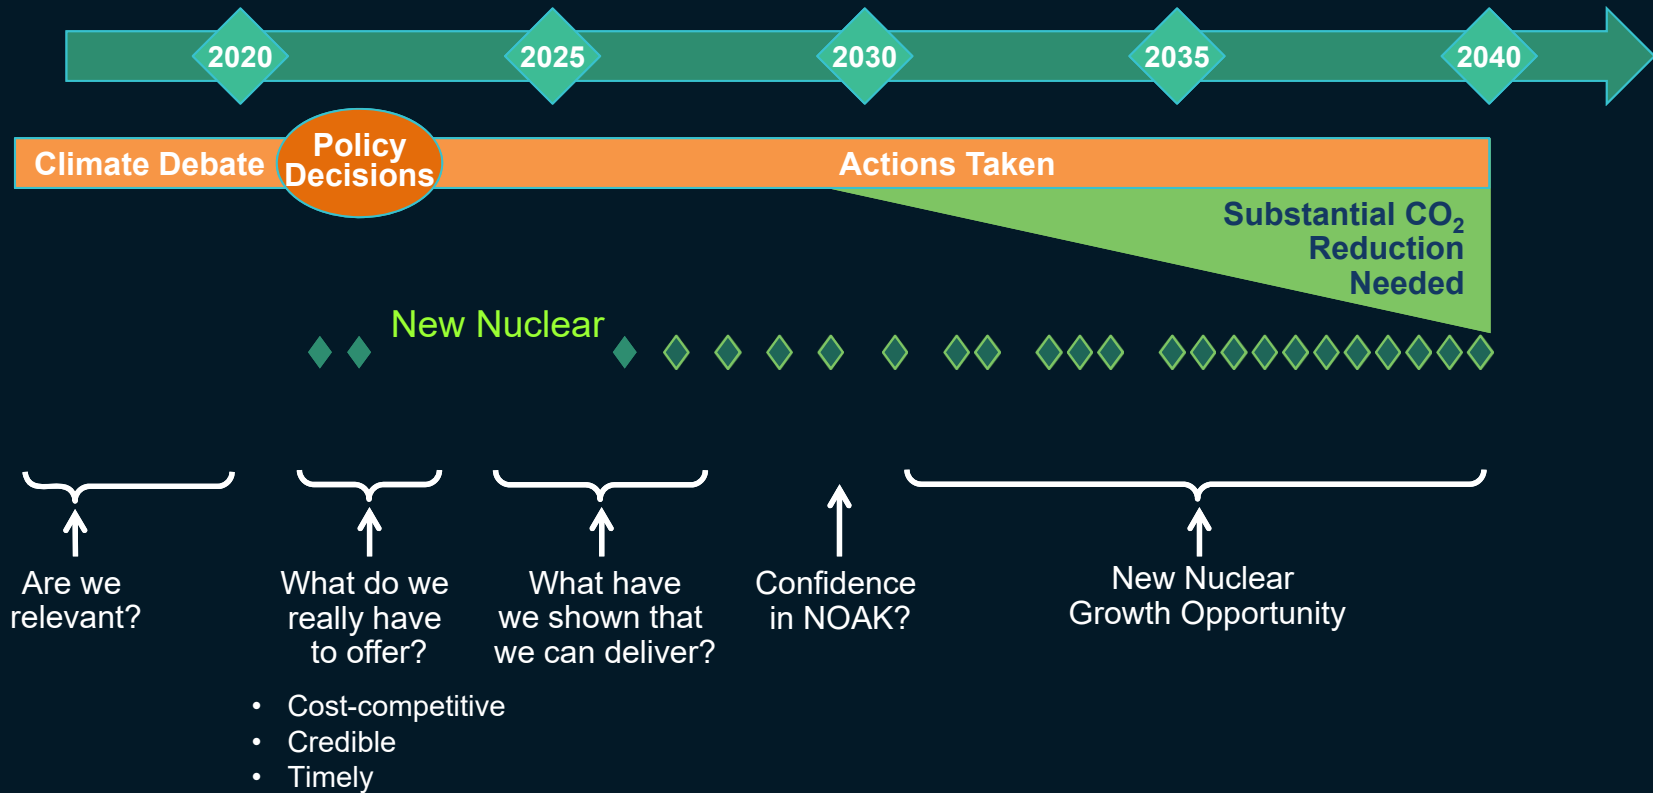 2020
2025
2030
2035
2040
Climate Debate
Policy
Decisions
Actions Taken
Substantial CO₂
Reduction
Needed
New Nuclear
Are we
relevant?
What do we
really have
to offer?
• Cost-competitive
• Credible
• Timely
What have
we shown that
we can deliver?
Confidence
in NOAK?
New Nuclear
Growth Opportunity